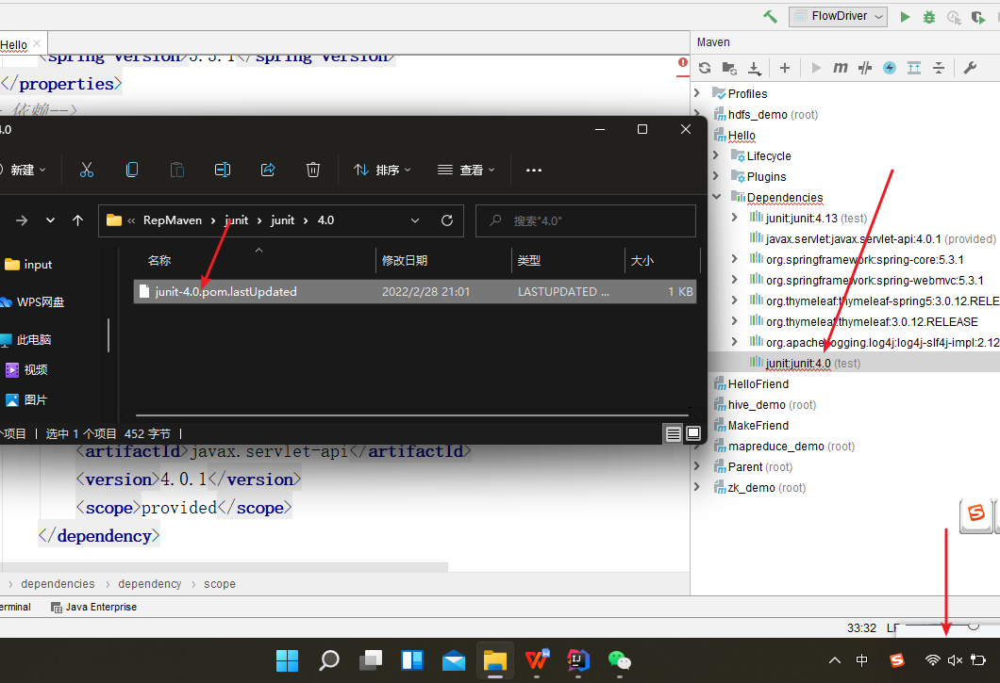 FlowDriver
Hello
Maven
<spring version>5.3.1</spring version>
</properties>
依赖-->
Profiles
hdfs_demo (root)
Hello
Lifecycle
Plugins
Dependencies
junit:junit:4.13 (test)
javax.servlet:javax.servlet-api:4.0.1 (provided)
org.springframework:spring-core:5.3.1
org.springframework:spring-webmvc:5.3.1
org.thymeleaf:thymeleaf-spring5:3.0.12.RELE
org.thymeleaf:thymeleaf:3.0.12.RELEASE
org.apache.logging.log4j:log4j-slf4j-impl:2.12
junit:junit:4.0 (test)
HelloFriend
hive_demo (root)
MakeFriend
mapreduce_demo (root)
Parent (root)
zk_demo (root)
4.0
新建
排序
查看
« RepMaven > junit > junit > 4.0
搜索"4.0"
名称 修改日期 类型 大小
junit-4.0.pom.lastUpdated 2022/2/28 21:01 LASTUPDATED ... 1 KB
input
WPS网盘
此电脑
视频
图片
个项目 | 选中 1 个项目 452 字节 |
<artifactId>javax.servlet-api</artifactId>
<version>4.0.1</version>
<scope>provided</scope>
</dependency>
dependencies > dependency > scope
erminal Java Enterprise
33:32 LF
中